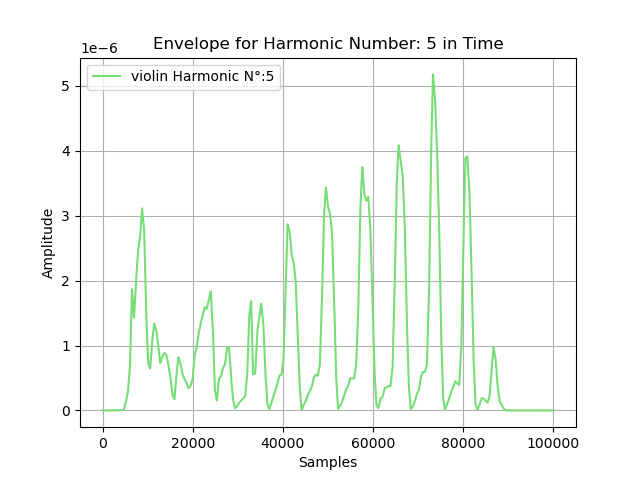 Envelope for Harmonic Number: 5 in Time
1e−6
violin Harmonic N°:5
5
4
3
2
1
0
Amplitude
0 20000 40000 60000 80000 100000
Samples